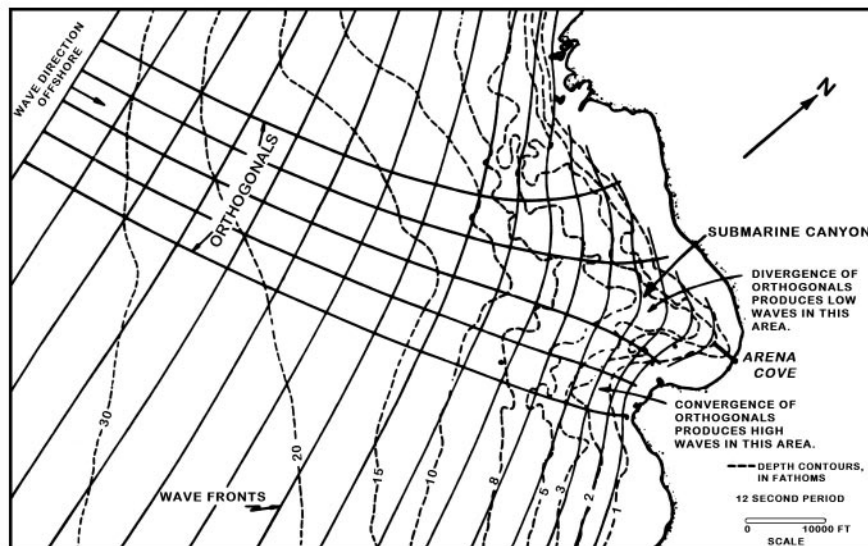 WAVE DIRECTION
OFFSHORE
ORTHOGONALS
N
SUBMARINE CANYON
DIVERGENCE OF
ORTHOGONALS
PRODUCES LOW
WAVES IN THIS
AREA.
ARENA
COVE
CONVERGENCE OF
ORTHOGONALS
PRODUCES HIGH
WAVES IN THIS AREA.
30
20
15
10
8
5
3
2
1
WAVE FRONTS
DEPTH CONTOURS,
IN FATHOMS
12 SECOND PERIOD
0 10000 FT
SCALE